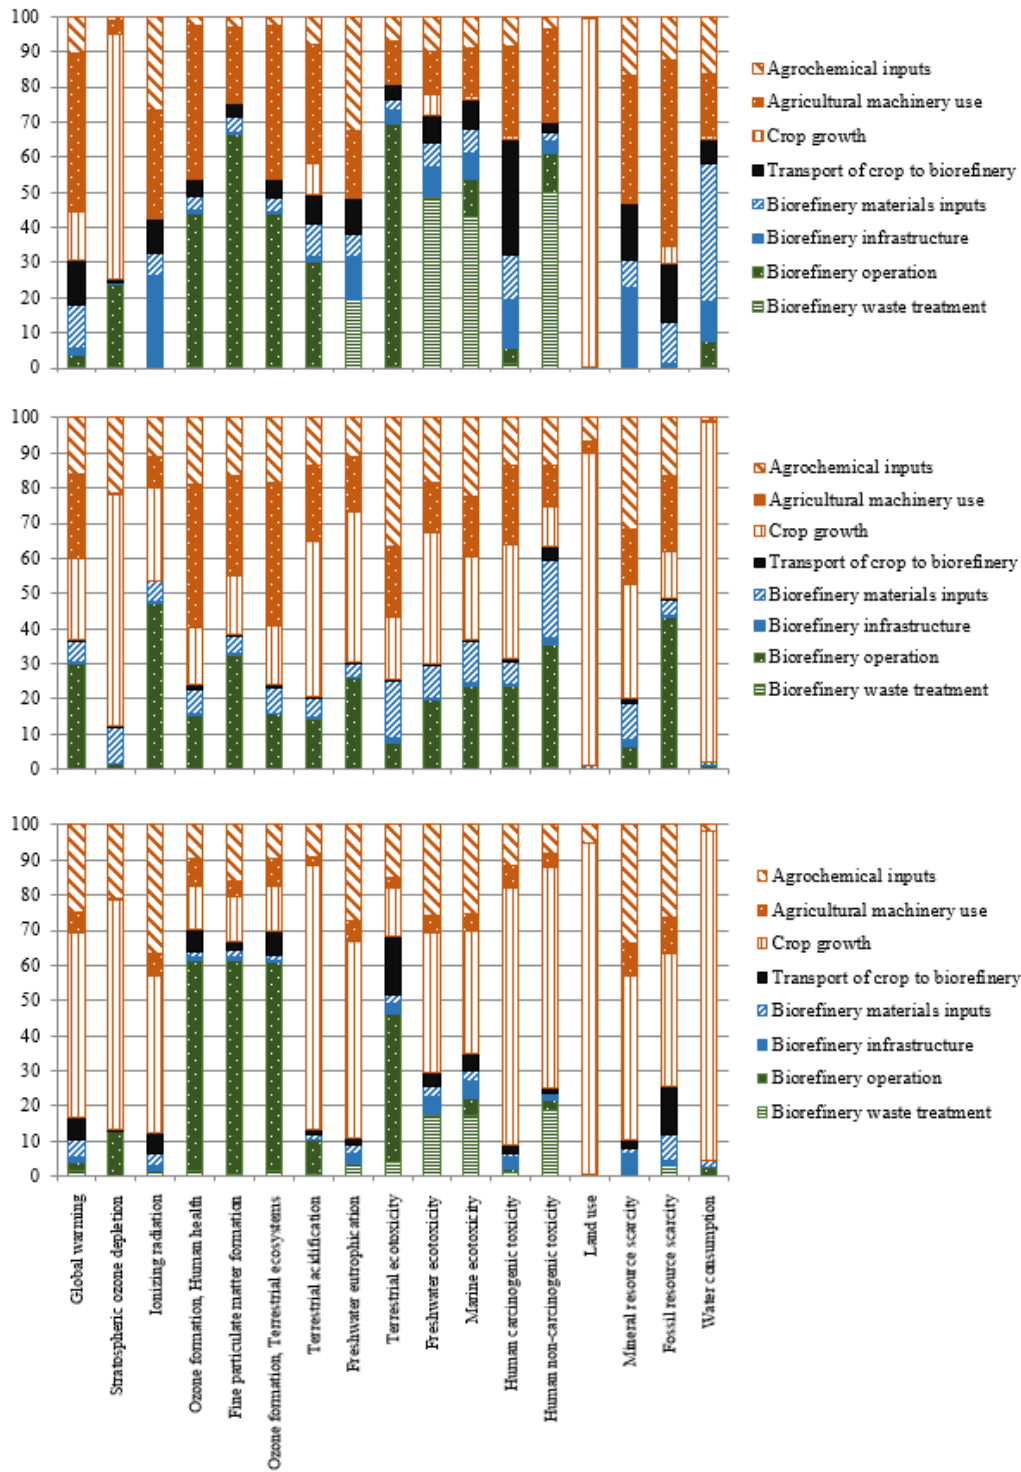 100
90
80
70
60
50
40
30
20
10
0
Agrochemical inputs
Agricultural machinery use
Crop growth
Transport of crop to biorefinery
Biorefinery materials inputs
Biorefinery infrastructure
Biorefinery operation
Biorefinery waste treatment
100
90
80
70
60
50
40
30
20
10
0
Agrochemical inputs
Agricultural machinery use
Crop growth
Transport of crop to biorefinery
Biorefinery materials inputs
Biorefinery infrastructure
Biorefinery operation
Biorefinery waste treatment
100
90
80
70
60
50
40
30
20
10
0
Agrochemical inputs
Agricultural machinery use
Crop growth
Transport of crop to biorefinery
Biorefinery materials inputs
Biorefinery infrastructure
Biorefinery operation
Biorefinery waste treatment
Global warming
Stratospheric ozone depletion
Ionizing radiation
Ozone formation, Human health
Fine particulate matter formation
Ozone formation, Terrestrial ecosystems
Terrestrial acidification
Freshwater eutrophication
Terrestrial ecotoxicity
Freshwater ecotoxicity
Marine ecotoxicity
Human carcinogenic toxicity
Human non-carcinogenic toxicity
Land use
Mineral resource scarcity
Fossil resource scarcity
Water consumption